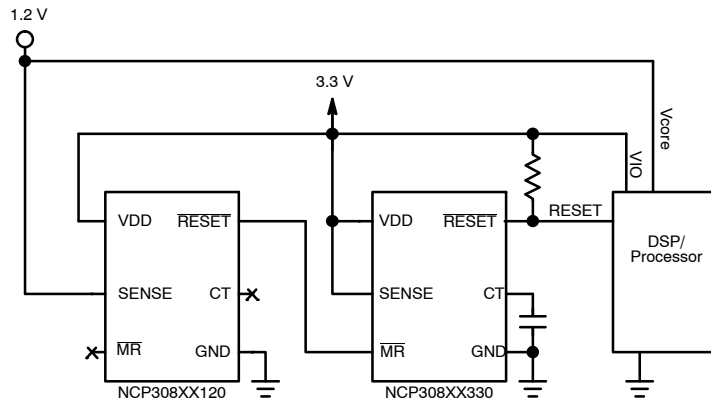 1.2 V
3.3 V
Vcore
VIO
VDD
RESET
SENSE
CT
MR
GND
NCP308XX120
VDD
RESET
SENSE
CT
MR
GND
NCP308XX330
RESET
DSP/
Processor